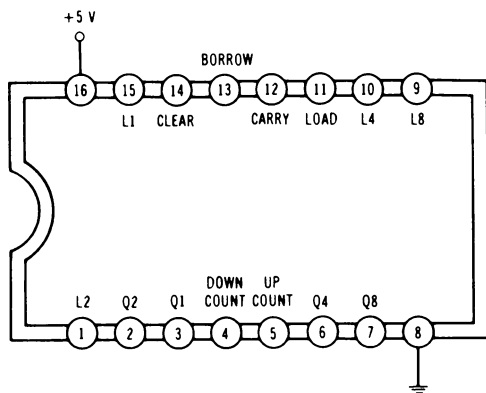 +5 V
BORROW
16 15 14 13 12 11 10 9
L1 CLEAR CARRY LOAD L4 L8
DOWN UP
L2 Q2 Q1 COUNT COUNT Q4 Q8
1 2 3 4 5 6 7 8